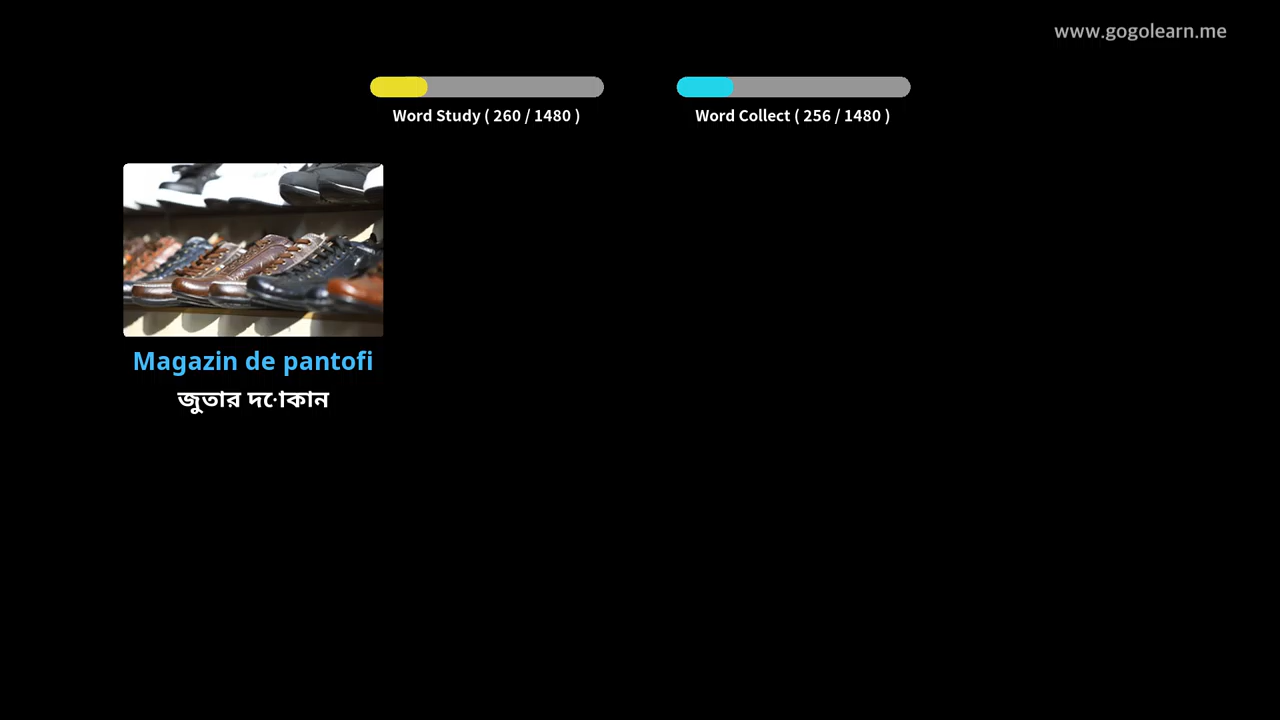 www.gogolearn.me
Word Study ( 260 / 1480 )
Word Collect ( 256 / 1480 )
Magazin de pantofi
জুতার দোকান